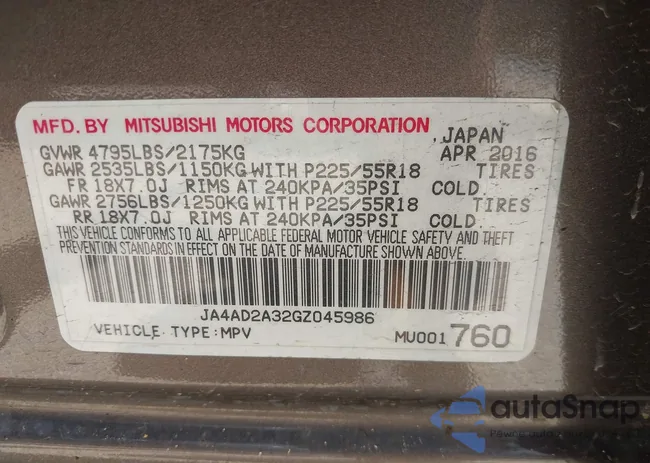 MFD. BY MITSUBISHI MOTORS CORPORATION, JAPAN
GVWR 4795LBS/2175KG APR 2016
GAWR 2535LBS/1150KG WITH P225/55R18 TIRES
FR 18X7.0J RIMS AT 240KPA/35PSI COLD
GAWR 2756LBS/1250KG WITH P225/55R18 TIRES
RR 18X7.0J RIMS AT 240KPA/35PSI COLD
THIS VEHICLE CONFORMS TO ALL APPLICABLE FEDERAL MOTOR VEHICLE SAFETY AND THEFT
PREVENTION STANDARDS IN EFFECT ON THE DATE OF MANUFACTURE SHOWN ABOVE.
JA4AD2A32GZ045986
VEHICLE TYPE:MPV MU001760
autoSnap